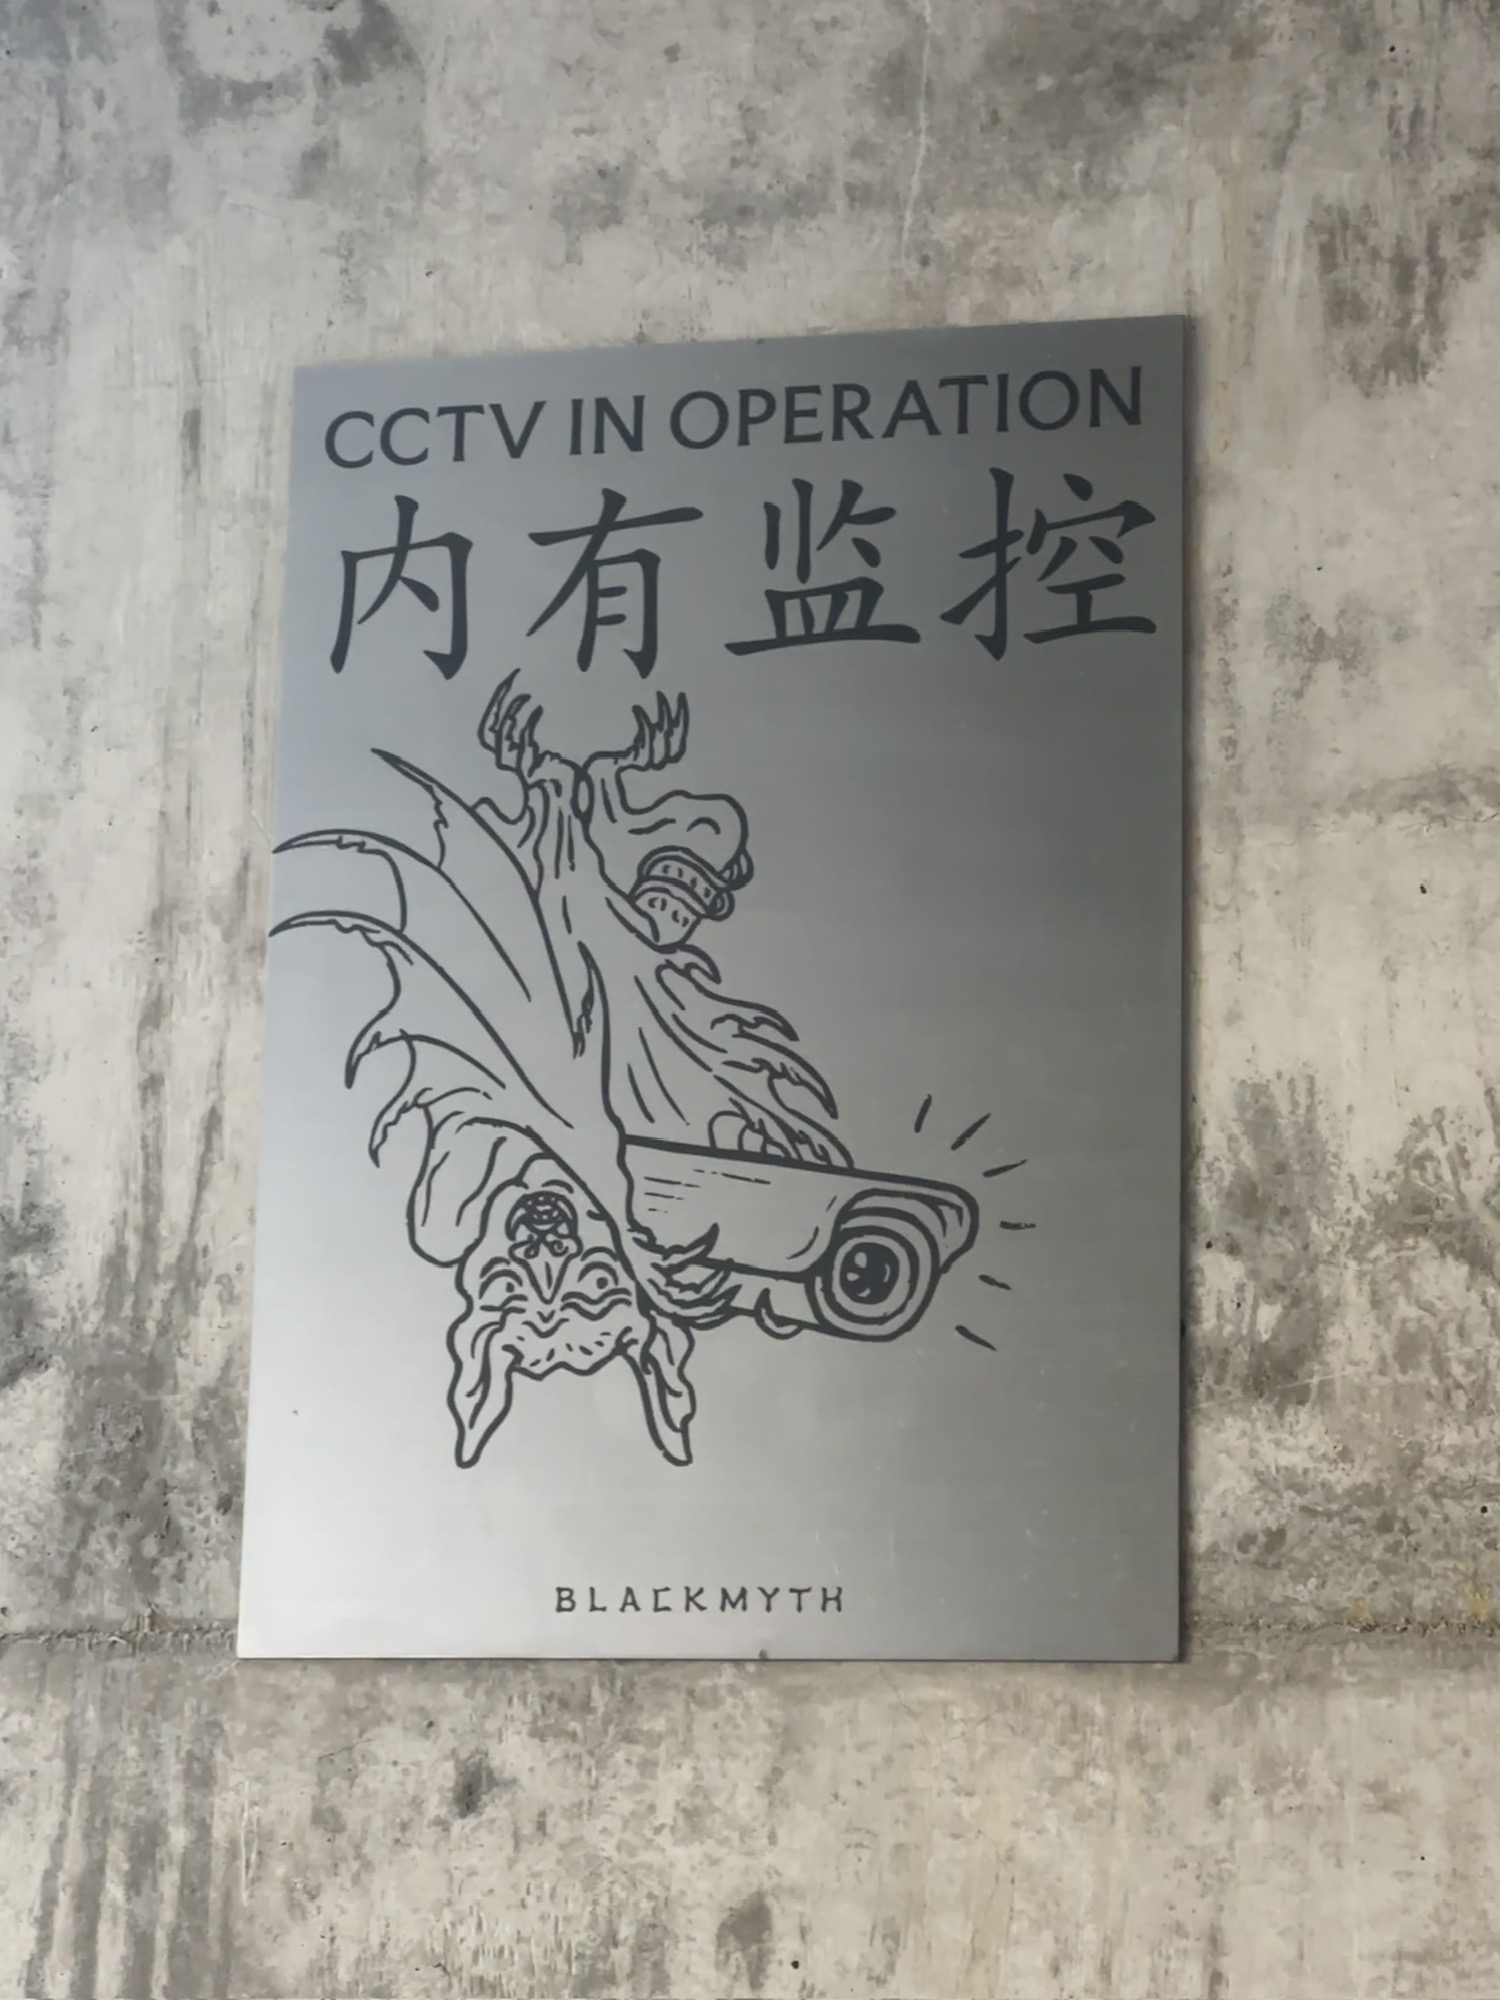 CCTV IN OPERATION
内有监控
BLACKMYTH